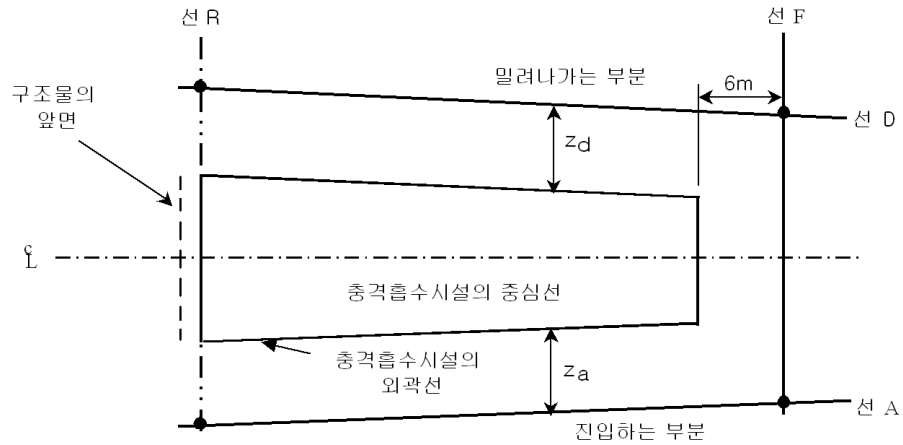 선 R
선 F
밀려나가는 부분
6m
구조물의
앞면
선 D
zd
℄
충격흡수시설의 중심선
충격흡수시설의
외곽선
za
선 A
진입하는 부분